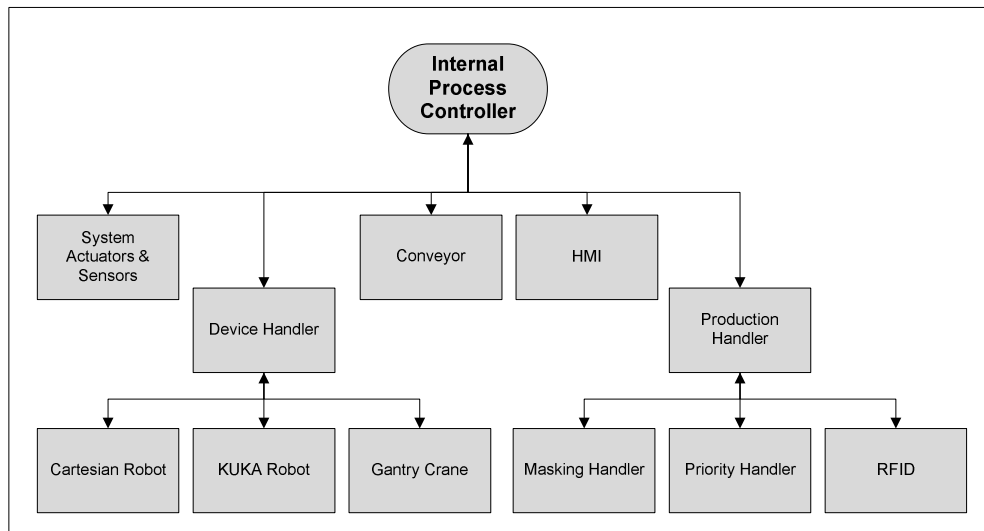 Internal
Process
Controller
System
Actuators &
Sensors
Conveyor
HMI
Device Handler
Production
Handler
Cartesian Robot
KUKA Robot
Gantry Crane
Masking Handler
Priority Handler
RFID